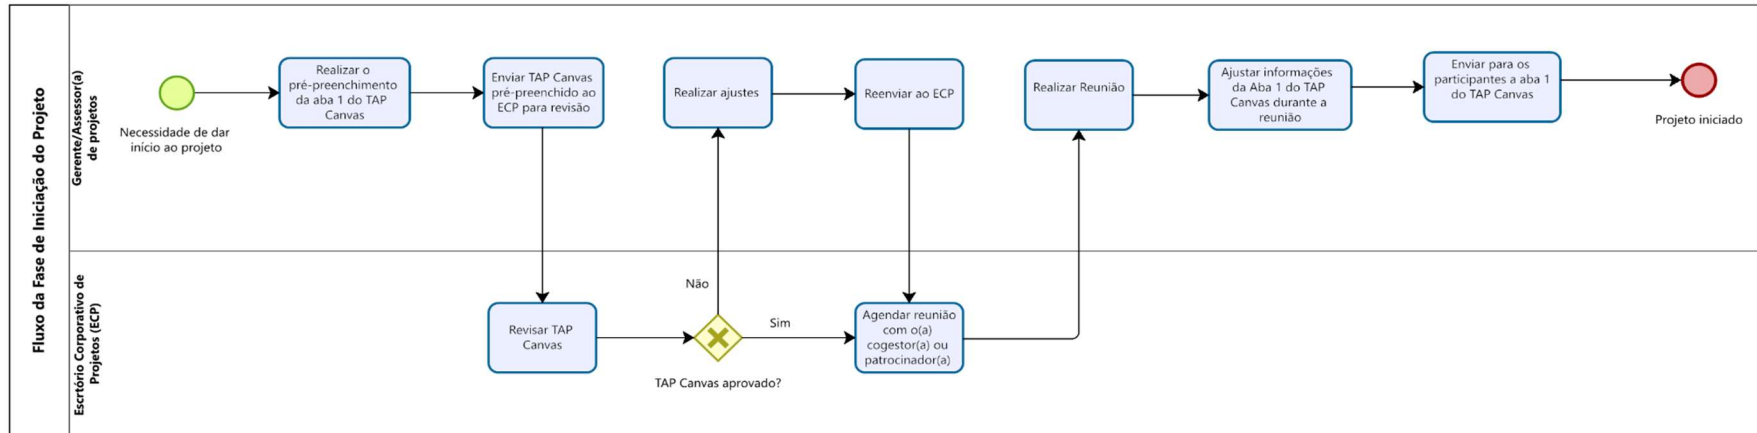 Fluxo da Fase de Iniciação do Projeto
Gerente/Assessor(a)
de projetos
Necessidade de dar
início ao projeto
Realizar o
pré-preenchimento
da aba 1 do TAP
Canvas
Enviar TAP Canvas
pré-preenchido ao
ECP para revisão
Realizar ajustes
Reenviar ao ECP
Realizar Reunião
Ajustar informações
da Aba 1 do TAP
Canvas durante a
reunião
Enviar para os
participantes a aba 1
do TAP Canvas
Projeto iniciado
Escrtório Corporativo de
Projetos (ECP)
Revisar TAP
Canvas
Não
Sim
TAP Canvas aprovado?
Agendar reunião
com o(a)
cogestor(a) ou
patrocinador(a)